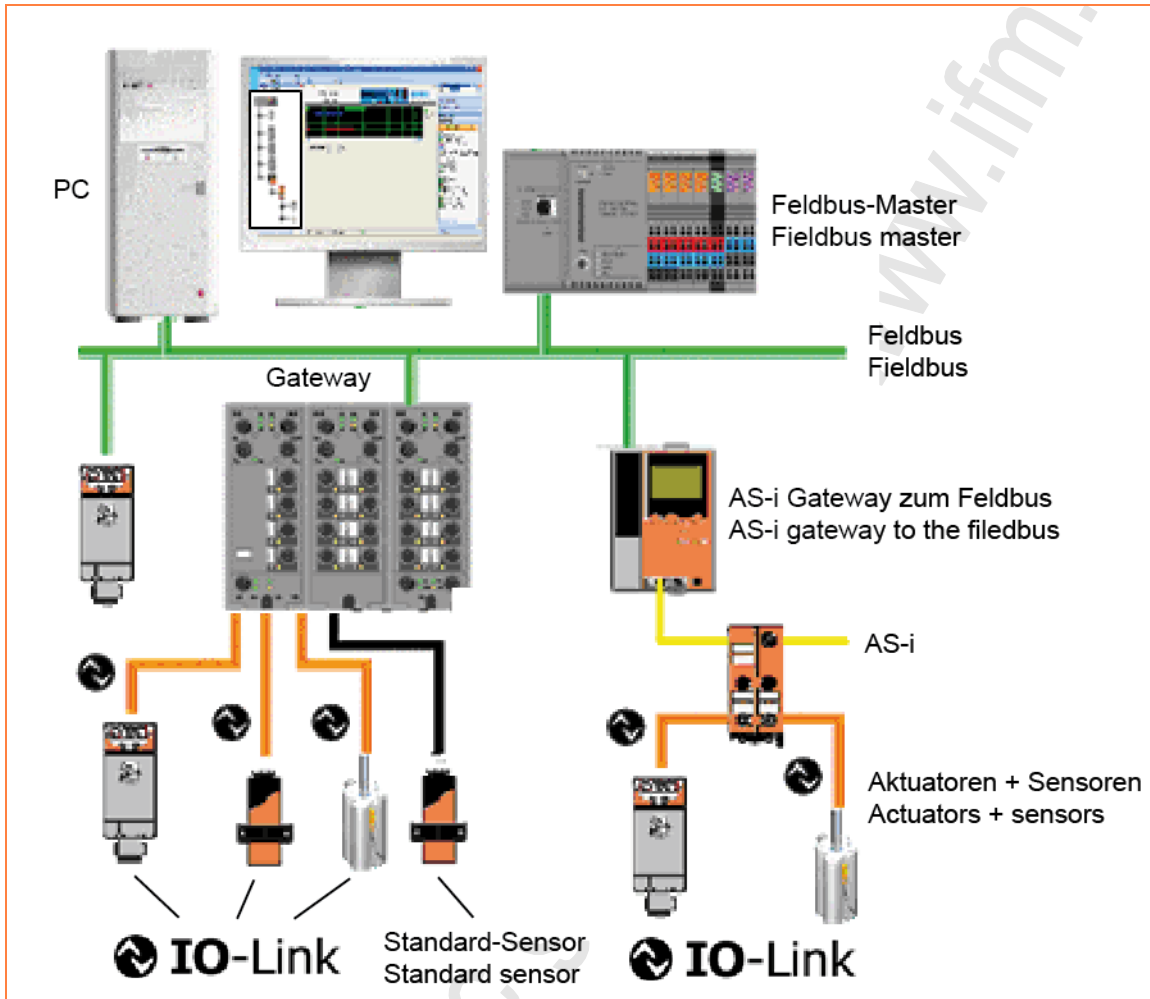 PC
Feldbus-Master
Fieldbus master
Feldbus
Fieldbus
Gateway
AS-i Gateway zum Feldbus
AS-i gateway to the filedbus
AS-i
Aktuatoren + Sensoren
Actuators + sensors
IO-Link
Standard-Sensor
Standard sensor
IO-Link
www.ifm.